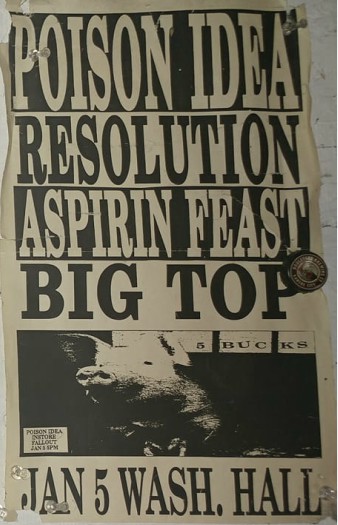 POISON IDEA
RESOLUTION
ASPIRIN FEAST
BIG TOP
5 BUCKS
POISON IDEA
INSTORE
FALLOUT
JAN 5 5PM
JAN 5 WASH. HALL